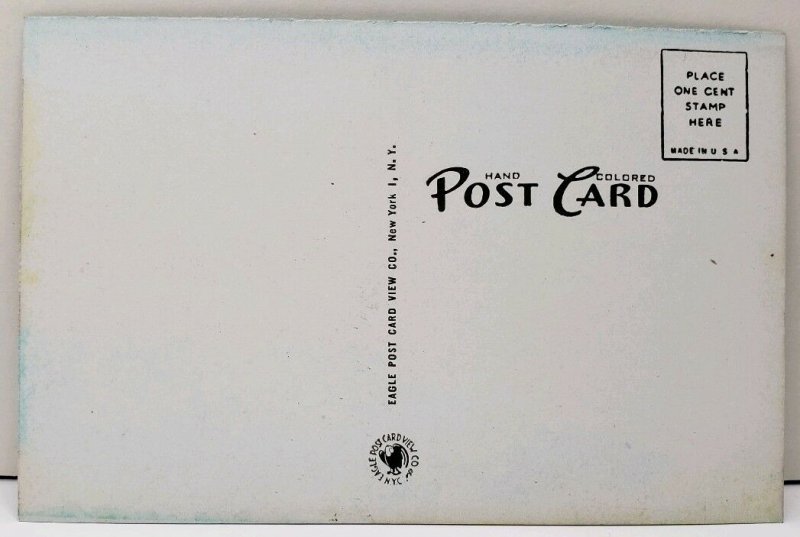 PLACE
ONE CENT
STAMP
HERE
MADE IN U S A
HAND COLORED
POST CARD
EAGLE POST CARD VIEW CO., New York 1, N. Y.
EAGLE POST CARD VIEW CO.
N.Y.C.